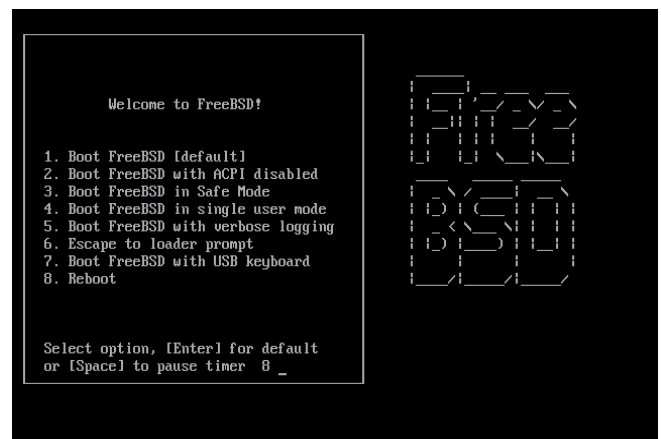 Welcome to FreeBSD!
1. Boot FreeBSD [default]
2. Boot FreeBSD with ACPI disabled
3. Boot FreeBSD in Safe Mode
4. Boot FreeBSD in single user mode
5. Boot FreeBSD with verbose logging
6. Escape to loader prompt
7. Boot FreeBSD with USB keyboard
8. Reboot
Select option, [Enter] for default
or [Space] to pause timer  8 _
Free
BSD